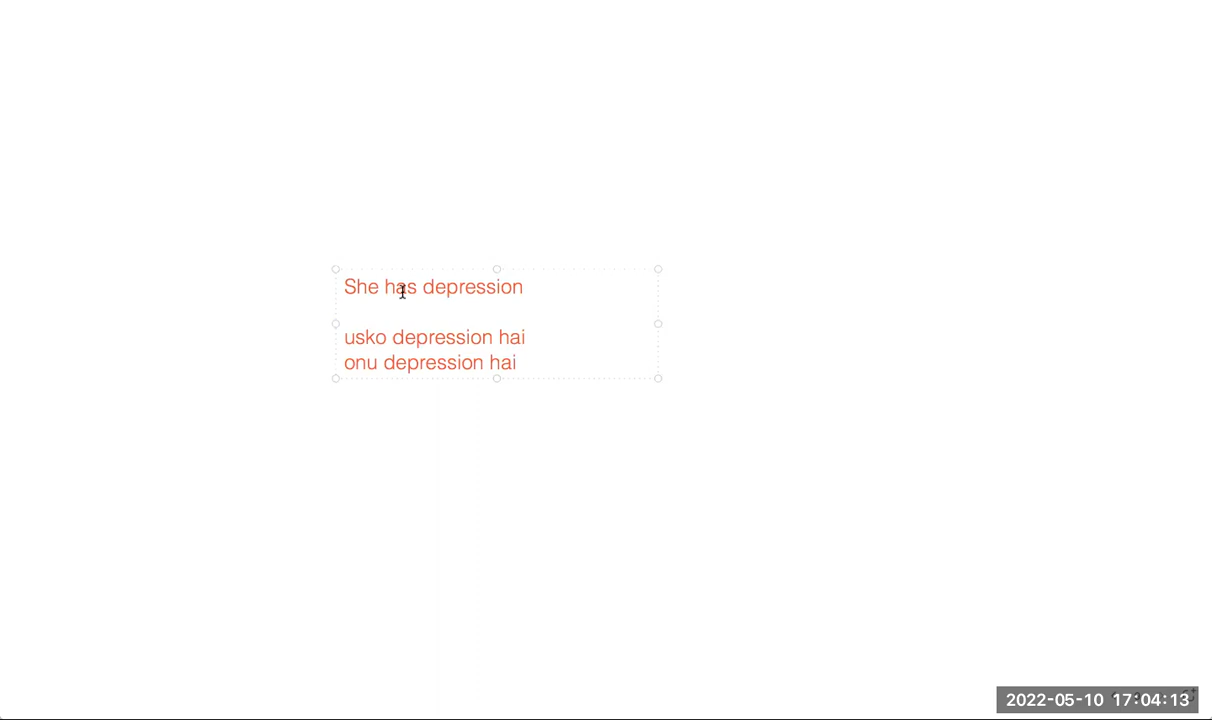 She has depression
usko depression hai
onu depression hai
2022-05-10 17:04:13